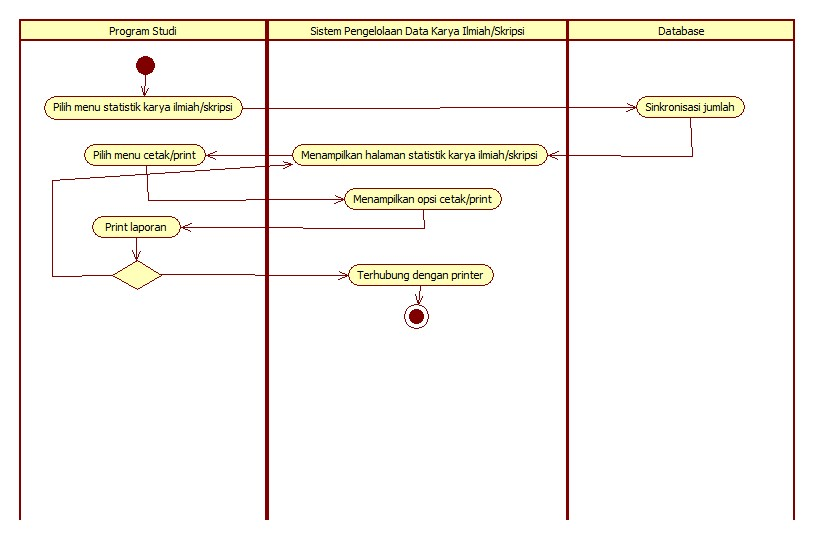 Program Studi
Sistem Pengelolaan Data Karya Ilmiah/Skripsi
Database
Pilih menu statistik karya ilmiah/skripsi
Sinkronisasi jumlah
Pilih menu cetak/print
Menampilkan halaman statistik karya ilmiah/skripsi
Menampilkan opsi cetak/print
Print laporan
Terhubung dengan printer